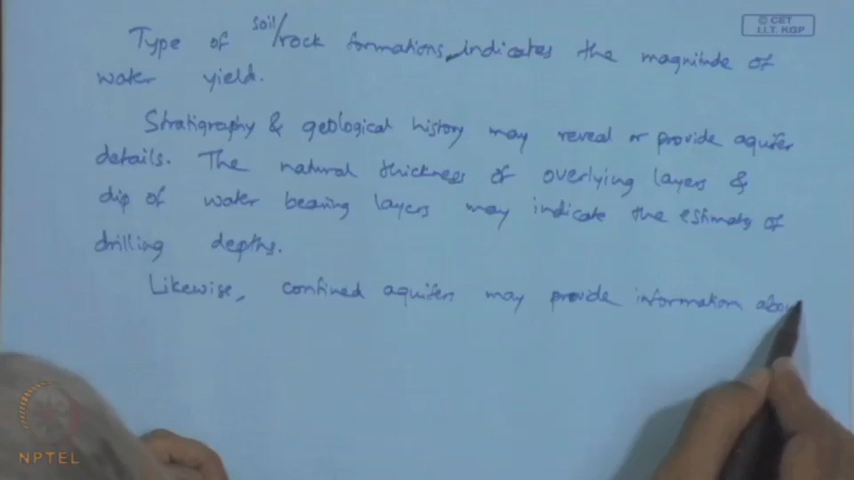 © CET
I.I.T. KGP
Type of soil/rock formations indicates the magnitude of
water yield.
Stratigraphy & geological history may reveal or provide aquifer
details. The natural thickness of overlying layers &
dip of water bearing layers may indicate the estimate of
drilling depths.
Likewise, confined aquifers may provide information abou
NPTEL